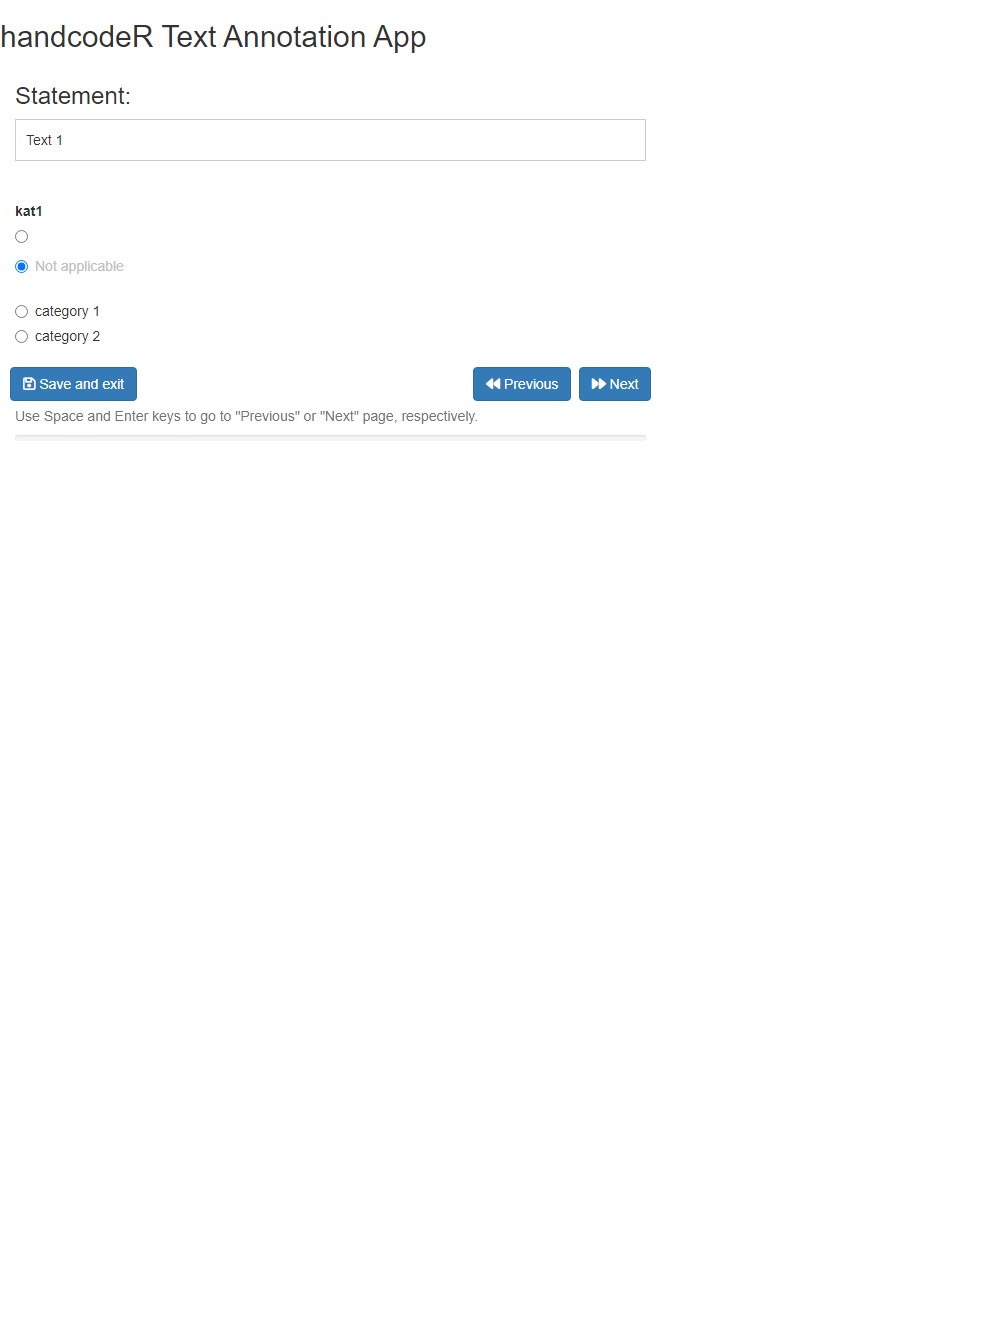 handcodeR Text Annotation App
Statement:
Text 1
kat1
Not applicable
category 1
category 2
Save and exit
Previous
Next
Use Space and Enter keys to go to "Previous" or "Next" page, respectively.